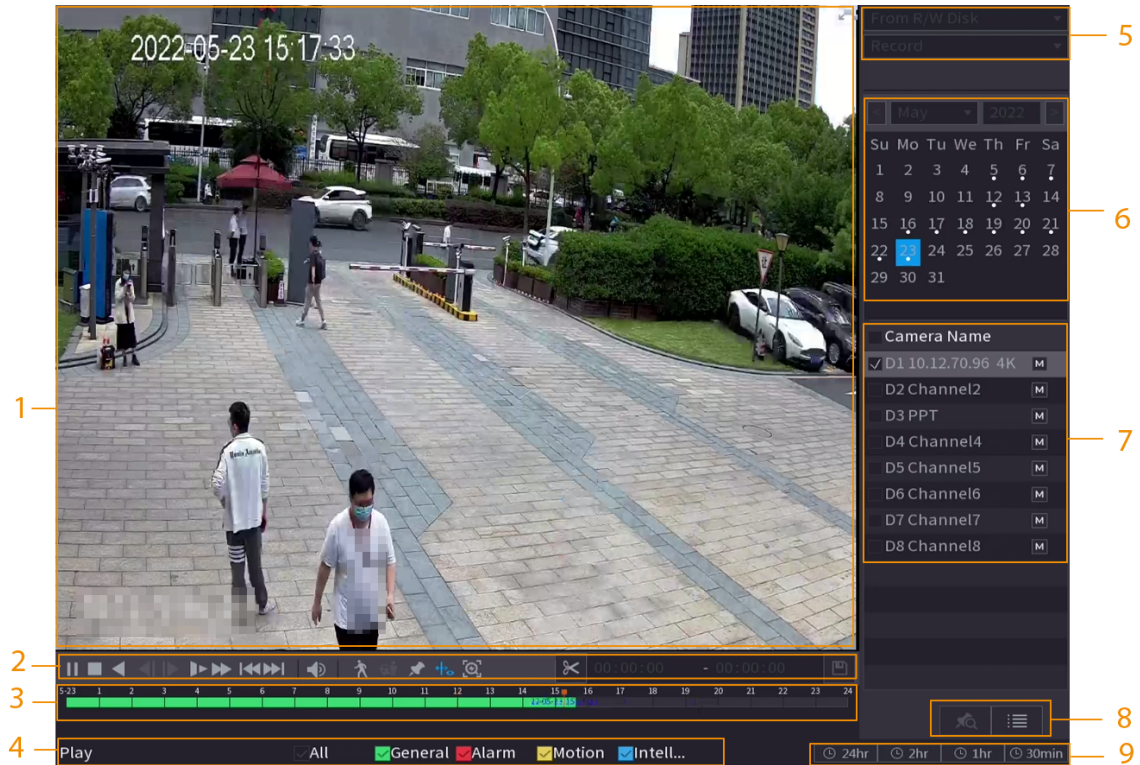 2022-05-23 15:17:33
From R/W Disk
Record
May 2022
Su Mo Tu We Th Fr Sa
1 2 3 4 5 6 7
8 9 10 11 12 13 14
15 16 17 18 19 20 21
22 23 24 25 26 27 28
29 30 31
Camera Name
D1 10.12.70.96 4K M
D2 Channel2 M
D3 PPT M
D4 Channel4 M
D5 Channel5 M
D6 Channel6 M
D7 Channel7 M
D8 Channel8 M
00:00:00 - 00:00:00
5-23 1 2 3 4 5 6 7 8 9 10 11 12 13 14 15 16 17 18 19 20 21 22 23 24
Play All General Alarm Motion Intell...
24hr 2hr 1hr 30min
1
2
3
4
5
6
7
8
9